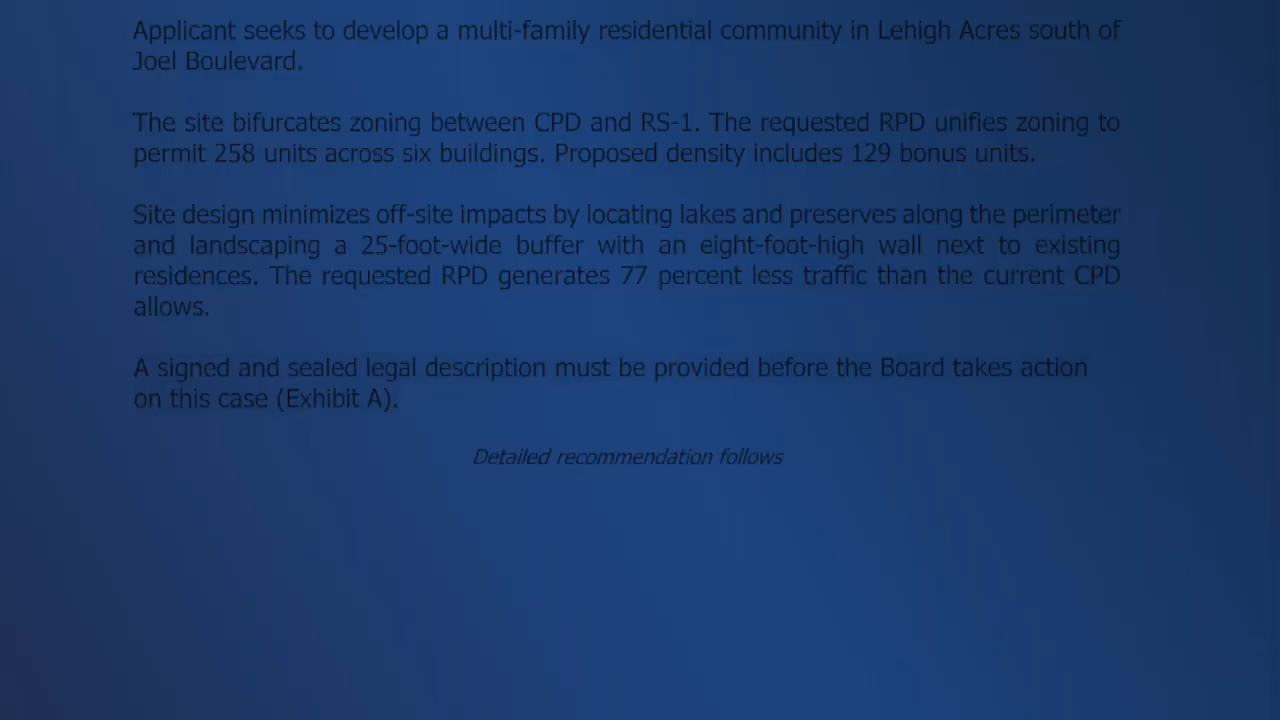 Applicant seeks to develop a multi-family residential community in Lehigh Acres south of
Joel Boulevard.
The site bifurcates zoning between CPD and RS-1. The requested RPD unifies zoning to
permit 258 units across six buildings. Proposed density includes 129 bonus units.
Site design minimizes off-site impacts by locating lakes and preserves along the perimeter
and landscaping a 25-foot-wide buffer with an eight-foot-high wall next to existing
residences. The requested RPD generates 77 percent less traffic than the current CPD
allows.
A signed and sealed legal description must be provided before the Board takes action
on this case (Exhibit A).
Detailed recommendation follows